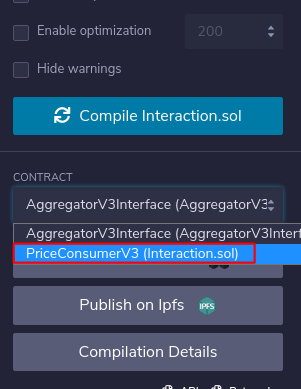 Enable optimization
200
Hide warnings
Compile Interaction.sol
CONTRACT
AggregatorV3Interface (AggregatorV3
AggregatorV3Interface (AggregatorV3Interf
PriceConsumerV3 (Interaction.sol)
Publish on Ipfs
IPFS
Compilation Details